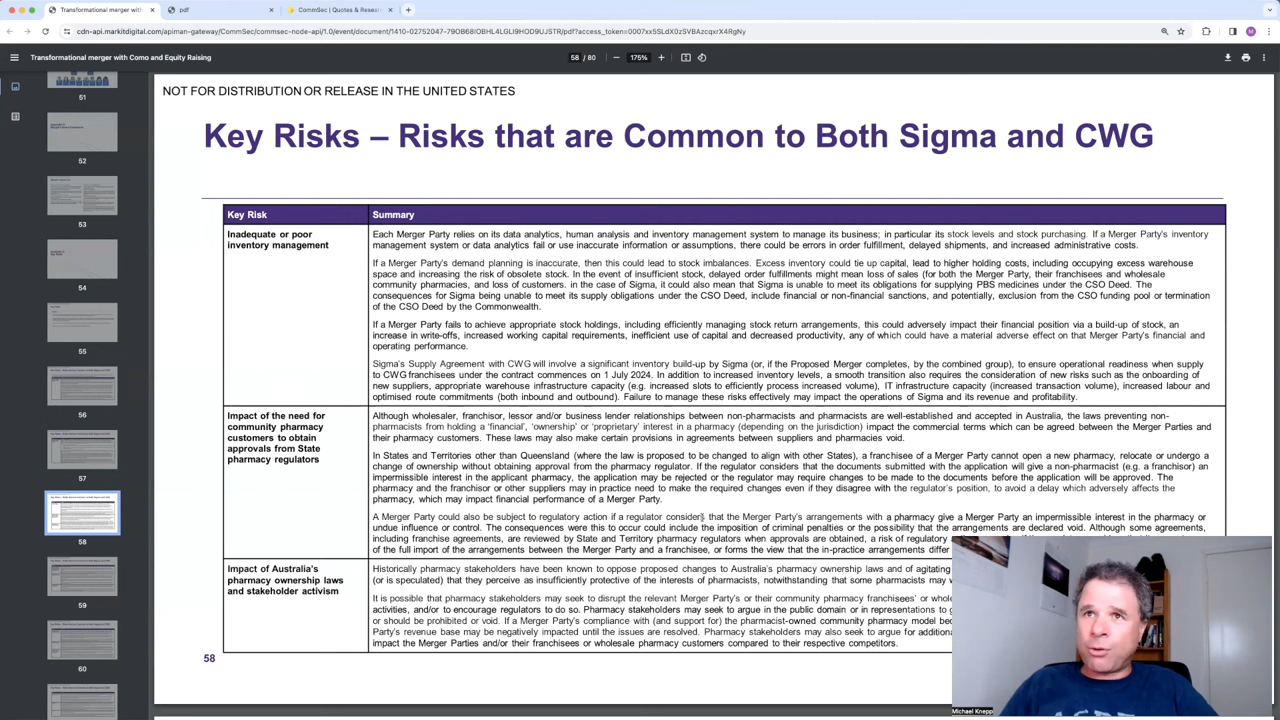 Transformational merger with
pdf
CommSec | Quotes & Resear
cdn-api.markitdigital.com/apiman-gateway/CommSec/commsec-node-api/1.0/event/document/1410-02752047-79OB68IOBHL4LGLI9HOD9UJSTR/pdf?access_token=0007xx5SLdX0zSVBAzcqxrX4RgNy
Transformational merger with Como and Equity Raising
58 / 80
175%
51
52
53
54
55
56
57
58
59
60
NOT FOR DISTRIBUTION OR RELEASE IN THE UNITED STATES
Key Risks – Risks that are Common to Both Sigma and CWG
Key Risk
Summary
Inadequate or poor
inventory management
Each Merger Party relies on its data analytics, human analysis and inventory management system to manage its business; in particular its stock levels and stock purchasing. If a Merger Party's inventory
management system or data analytics fail or use inaccurate information or assumptions, there could be errors in order fulfillment, delayed shipments, and increased administrative costs.
If a Merger Party's demand planning is inaccurate, then this could lead to stock imbalances. Excess inventory could tie up capital, lead to higher holding costs, including occupying excess warehouse
space and increasing the risk of obsolete stock. In the event of insufficient stock, delayed order fulfillments might mean loss of sales (for both the Merger Party, their franchisees and wholesale
community pharmacies, and loss of customers. in the case of Sigma, it could also mean that Sigma is unable to meet its obligations for supplying PBS medicines under the CSO Deed. The
consequences for Sigma being unable to meet its supply obligations under the CSO Deed, include financial or non-financial sanctions, and potentially, exclusion from the CSO funding pool or termination
of the CSO Deed by the Commonwealth.
If a Merger Party fails to achieve appropriate stock holdings, including efficiently managing stock return arrangements, this could adversely impact their financial position via a build-up of stock, an
increase in write-offs, increased working capital requirements, inefficient use of capital and decreased productivity, any of which could have a material adverse effect on that Merger Party's financial and
operating performance.
Sigma's Supply Agreement with CWG will involve a significant inventory build-up by Sigma (or, if the Proposed Merger completes, by the combined group), to ensure operational readiness when supply
to CWG franchisees under the contract commences on 1 July 2024. In addition to increased inventory levels, a smooth transition also requires the consideration of new risks such as the onboarding of
new suppliers, appropriate warehouse infrastructure capacity (e.g. increased slots to efficiently process increased volume), IT infrastructure capacity (increased transaction volume), increased labour and
optimised route commitments (both inbound and outbound). Failure to manage these risks effectively may impact the operations of Sigma and its revenue and profitability.
Impact of the need for
community pharmacy
customers to obtain
approvals from State
pharmacy regulators
Although wholesaler, franchisor, lessor and/or business lender relationships between non-pharmacists and pharmacists are well-established and accepted in Australia, the laws preventing non-
pharmacists from holding a 'financial', 'ownership' or 'proprietary' interest in a pharmacy (depending on the jurisdiction) impact the commercial terms which can be agreed between the Merger Parties and
their pharmacy customers. These laws may also make certain provisions in agreements between suppliers and pharmacies void.
In States and Territories other than Queensland (where the law is proposed to be changed to align with other States), a franchisee of a Merger Party cannot open a new pharmacy, relocate or undergo a
change of ownership without obtaining approval from the pharmacy regulator. If the regulator considers that the documents submitted with the application will give a non-pharmacist (e.g. a franchisor) an
impermissible interest in the applicant pharmacy, the application may be rejected or the regulator may require changes to be made to the documents before the application will be approved. The
pharmacy and the franchisor or other suppliers may in practice need to make the required changes even if they disagree with the regulator's position, to avoid a delay which adversely affects the
pharmacy, which may impact financial performance of a Merger Party.
A Merger Party could also be subject to regulatory action if a regulator considers that the Merger Party's arrangements with a pharmacy give a Merger Party an impermissible interest in the pharmacy or
undue influence or control. The consequences were this to occur could include the imposition of criminal penalties or the possibility that the arrangements are declared void. Although some agreements,
including franchise agreements, are reviewed by State and Territory pharmacy regulators when approvals are obtained, a risk of regulatory
of the full import of the arrangements between the Merger Party and a franchisee, or forms the view that the in-practice arrangements differ
Impact of Australia's
pharmacy ownership laws
and stakeholder activism
Historically pharmacy stakeholders have been known to oppose proposed changes to Australia's pharmacy ownership laws and of agitating
(or is speculated) that they perceive as insufficiently protective of the interests of pharmacists, notwithstanding that some pharmacists may
It is possible that pharmacy stakeholders may seek to disrupt the relevant Merger Party's or their community pharmacy franchisees' or
activities, and/or to encourage regulators to do so. Pharmacy stakeholders may seek to argue in the public domain or in representations to
or should be prohibited or void. If a Merger Party's compliance with (and support for) the pharmacist-owned community pharmacy model
Party's revenue base may be negatively impacted until the issues are resolved. Pharmacy stakeholders may also seek to argue for
impact the Merger Parties and/or their franchisees or wholesale pharmacy customers compared to their respective competitors.
58
Michael Knepp